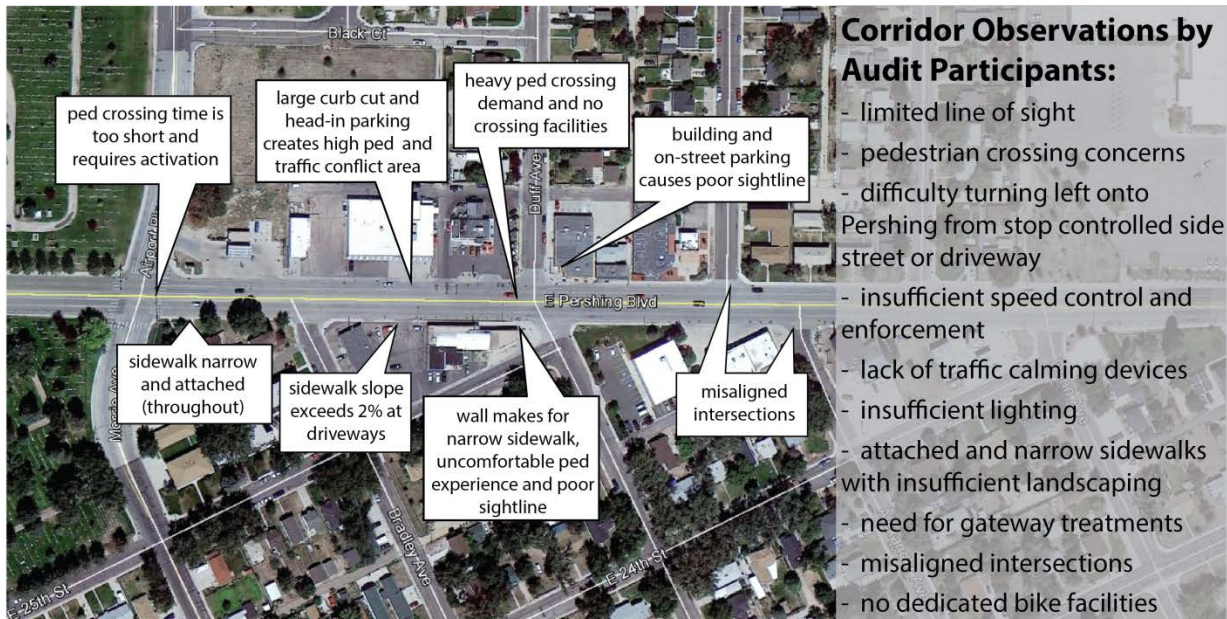 Black Ct
ped crossing time is
too short and
requires activation
large curb cut and
head-in parking
creates high ped and
traffic conflict area
heavy ped crossing
demand and no
crossing facilities
building and
on-street parking
causes poor sightline
Duff Ave
E Pershing Blvd
sidewalk narrow
and attached
(throughout)
sidewalk slope
exceeds 2% at
driveways
wall makes for
narrow sidewalk,
uncomfortable ped
experience and poor
sightline
misaligned
intersections
Bradley Ave
E 25th St
E 24th St
Corridor Observations by
Audit Participants:
- limited line of sight
- pedestrian crossing concerns
- difficulty turning left onto
Pershing from stop controlled side
street or driveway
- insufficient speed control and
enforcement
- lack of traffic calming devices
- insufficient lighting
- attached and narrow sidewalks
with insufficient landscaping
- need for gateway treatments
- misaligned intersections
- no dedicated bike facilities